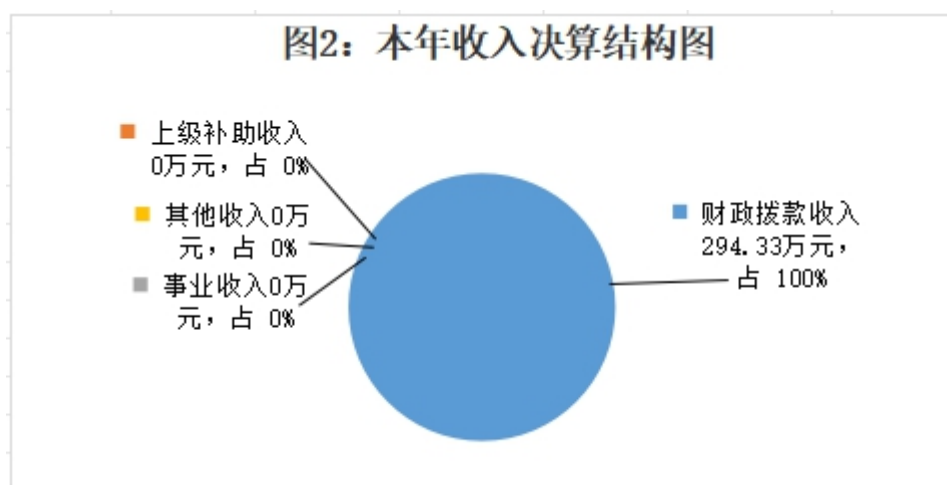 图2：本年收入决算结构图
上级补助收入
0万元，占 0%
其他收入0万
元，占 0%
事业收入0万
元，占 0%
财政拨款收入
294.33万元，
占 100%